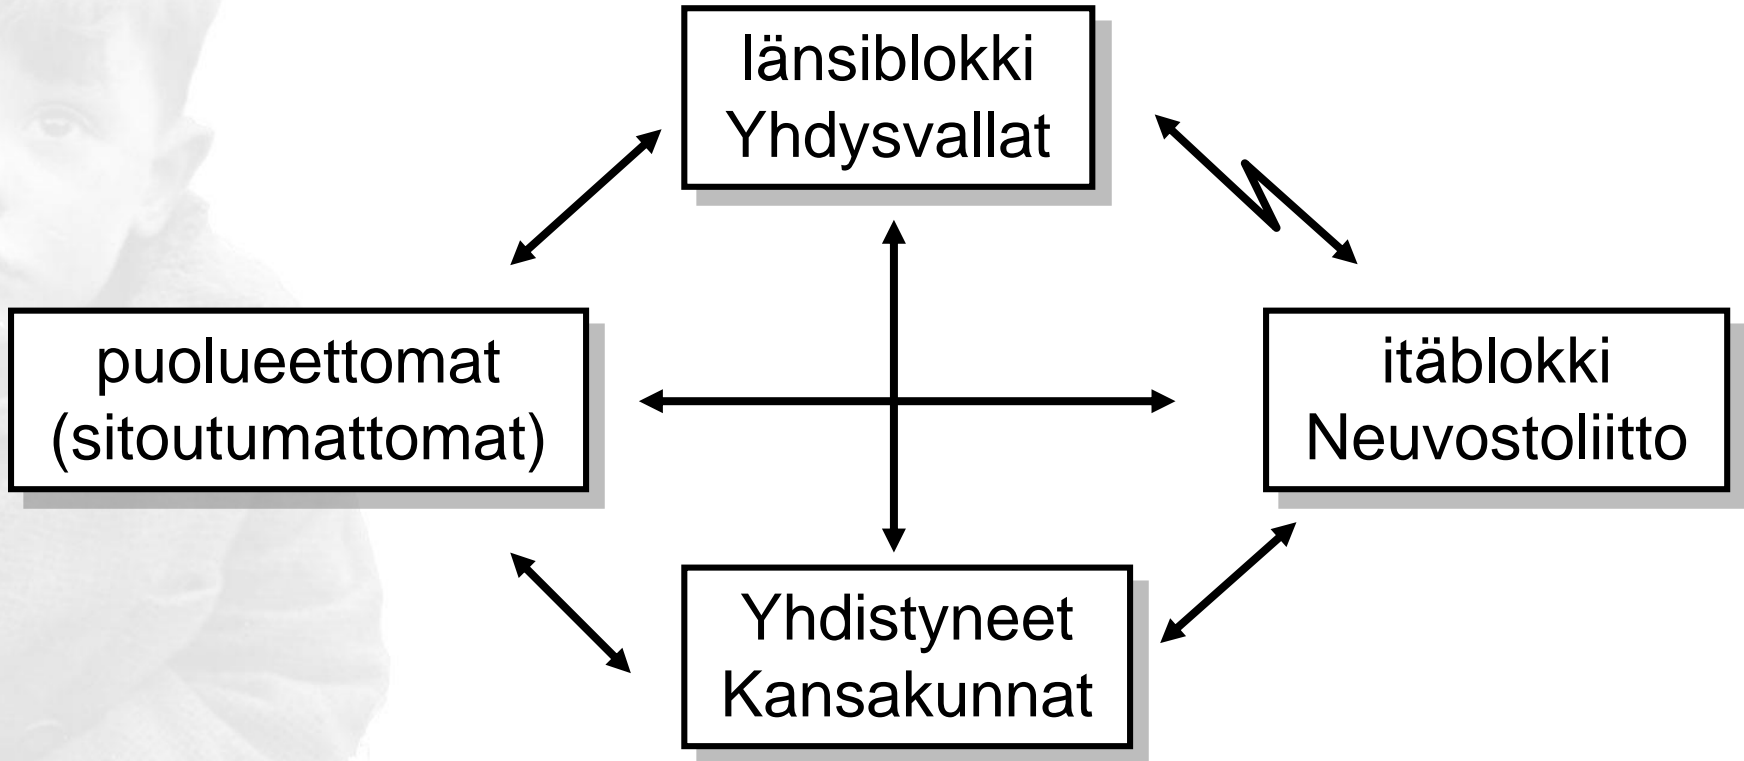 länsiblokki
Yhdysvallat
puolueettomat
(sitoutumattomat)
itäblokki
Neuvostoliitto
Yhdistyneet
Kansakunnat